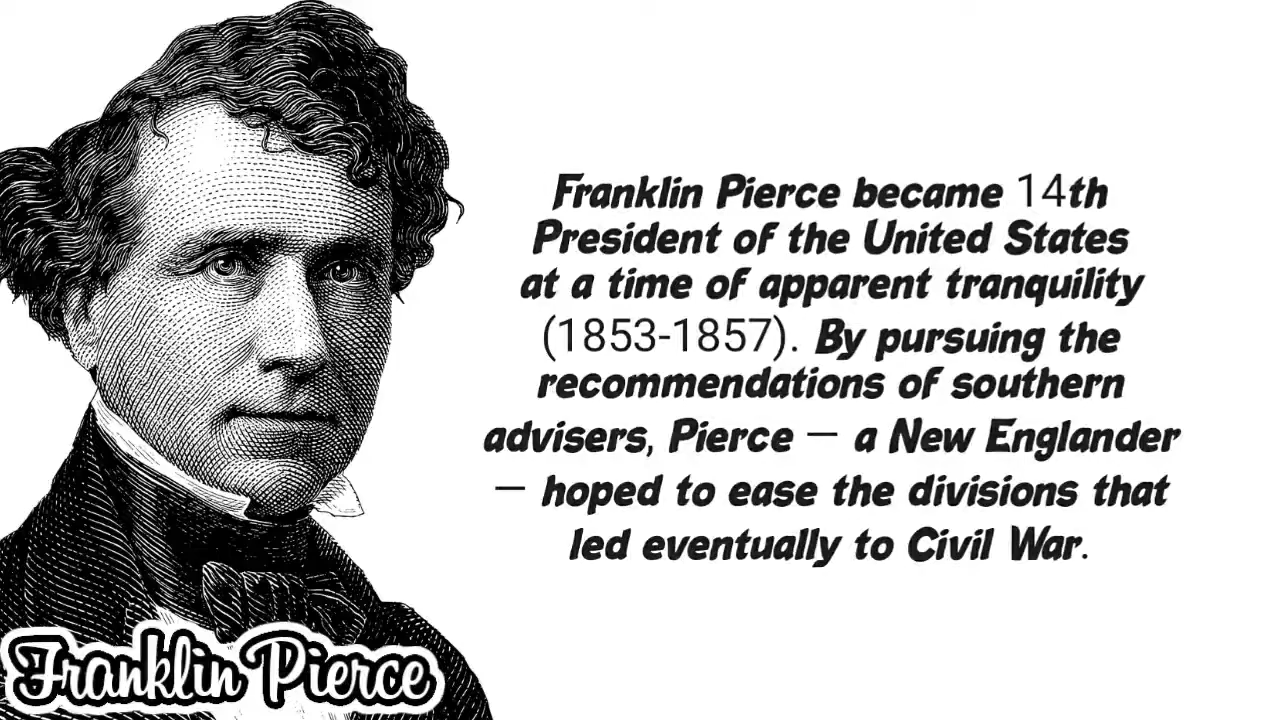 Franklin Pierce became 14th
President of the United States
at a time of apparent tranquility
(1853-1857). By pursuing the
recommendations of southern
advisers, Pierce — a New Englander
— hoped to ease the divisions that
led eventually to Civil War.
Franklin Pierce